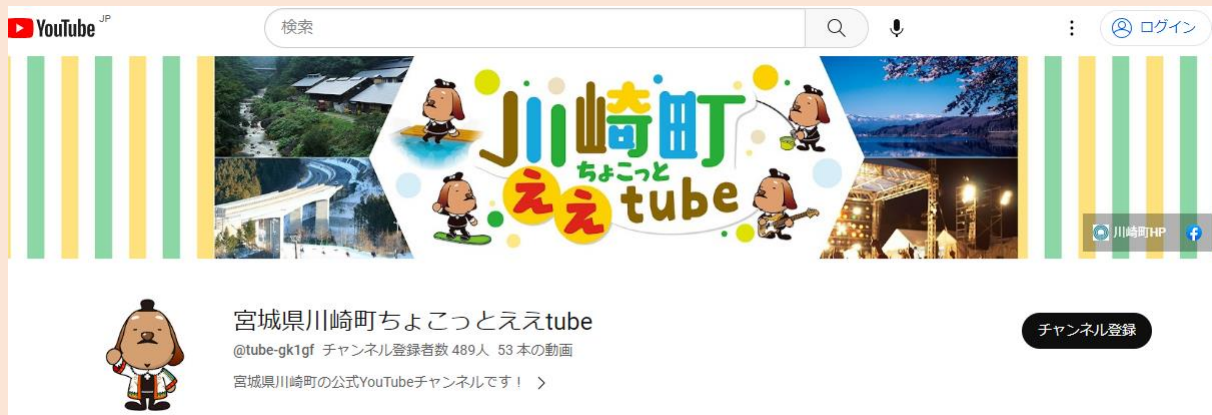 YouTube JP
検索
ログイン
川崎町
ちょこっと
ええtube
川崎町HP
宮城県川崎町ちょこっとええtube
@tube-gk1gf チャンネル登録者数 489人 53 本の動画
宮城県川崎町の公式YouTubeチャンネルです！
チャンネル登録